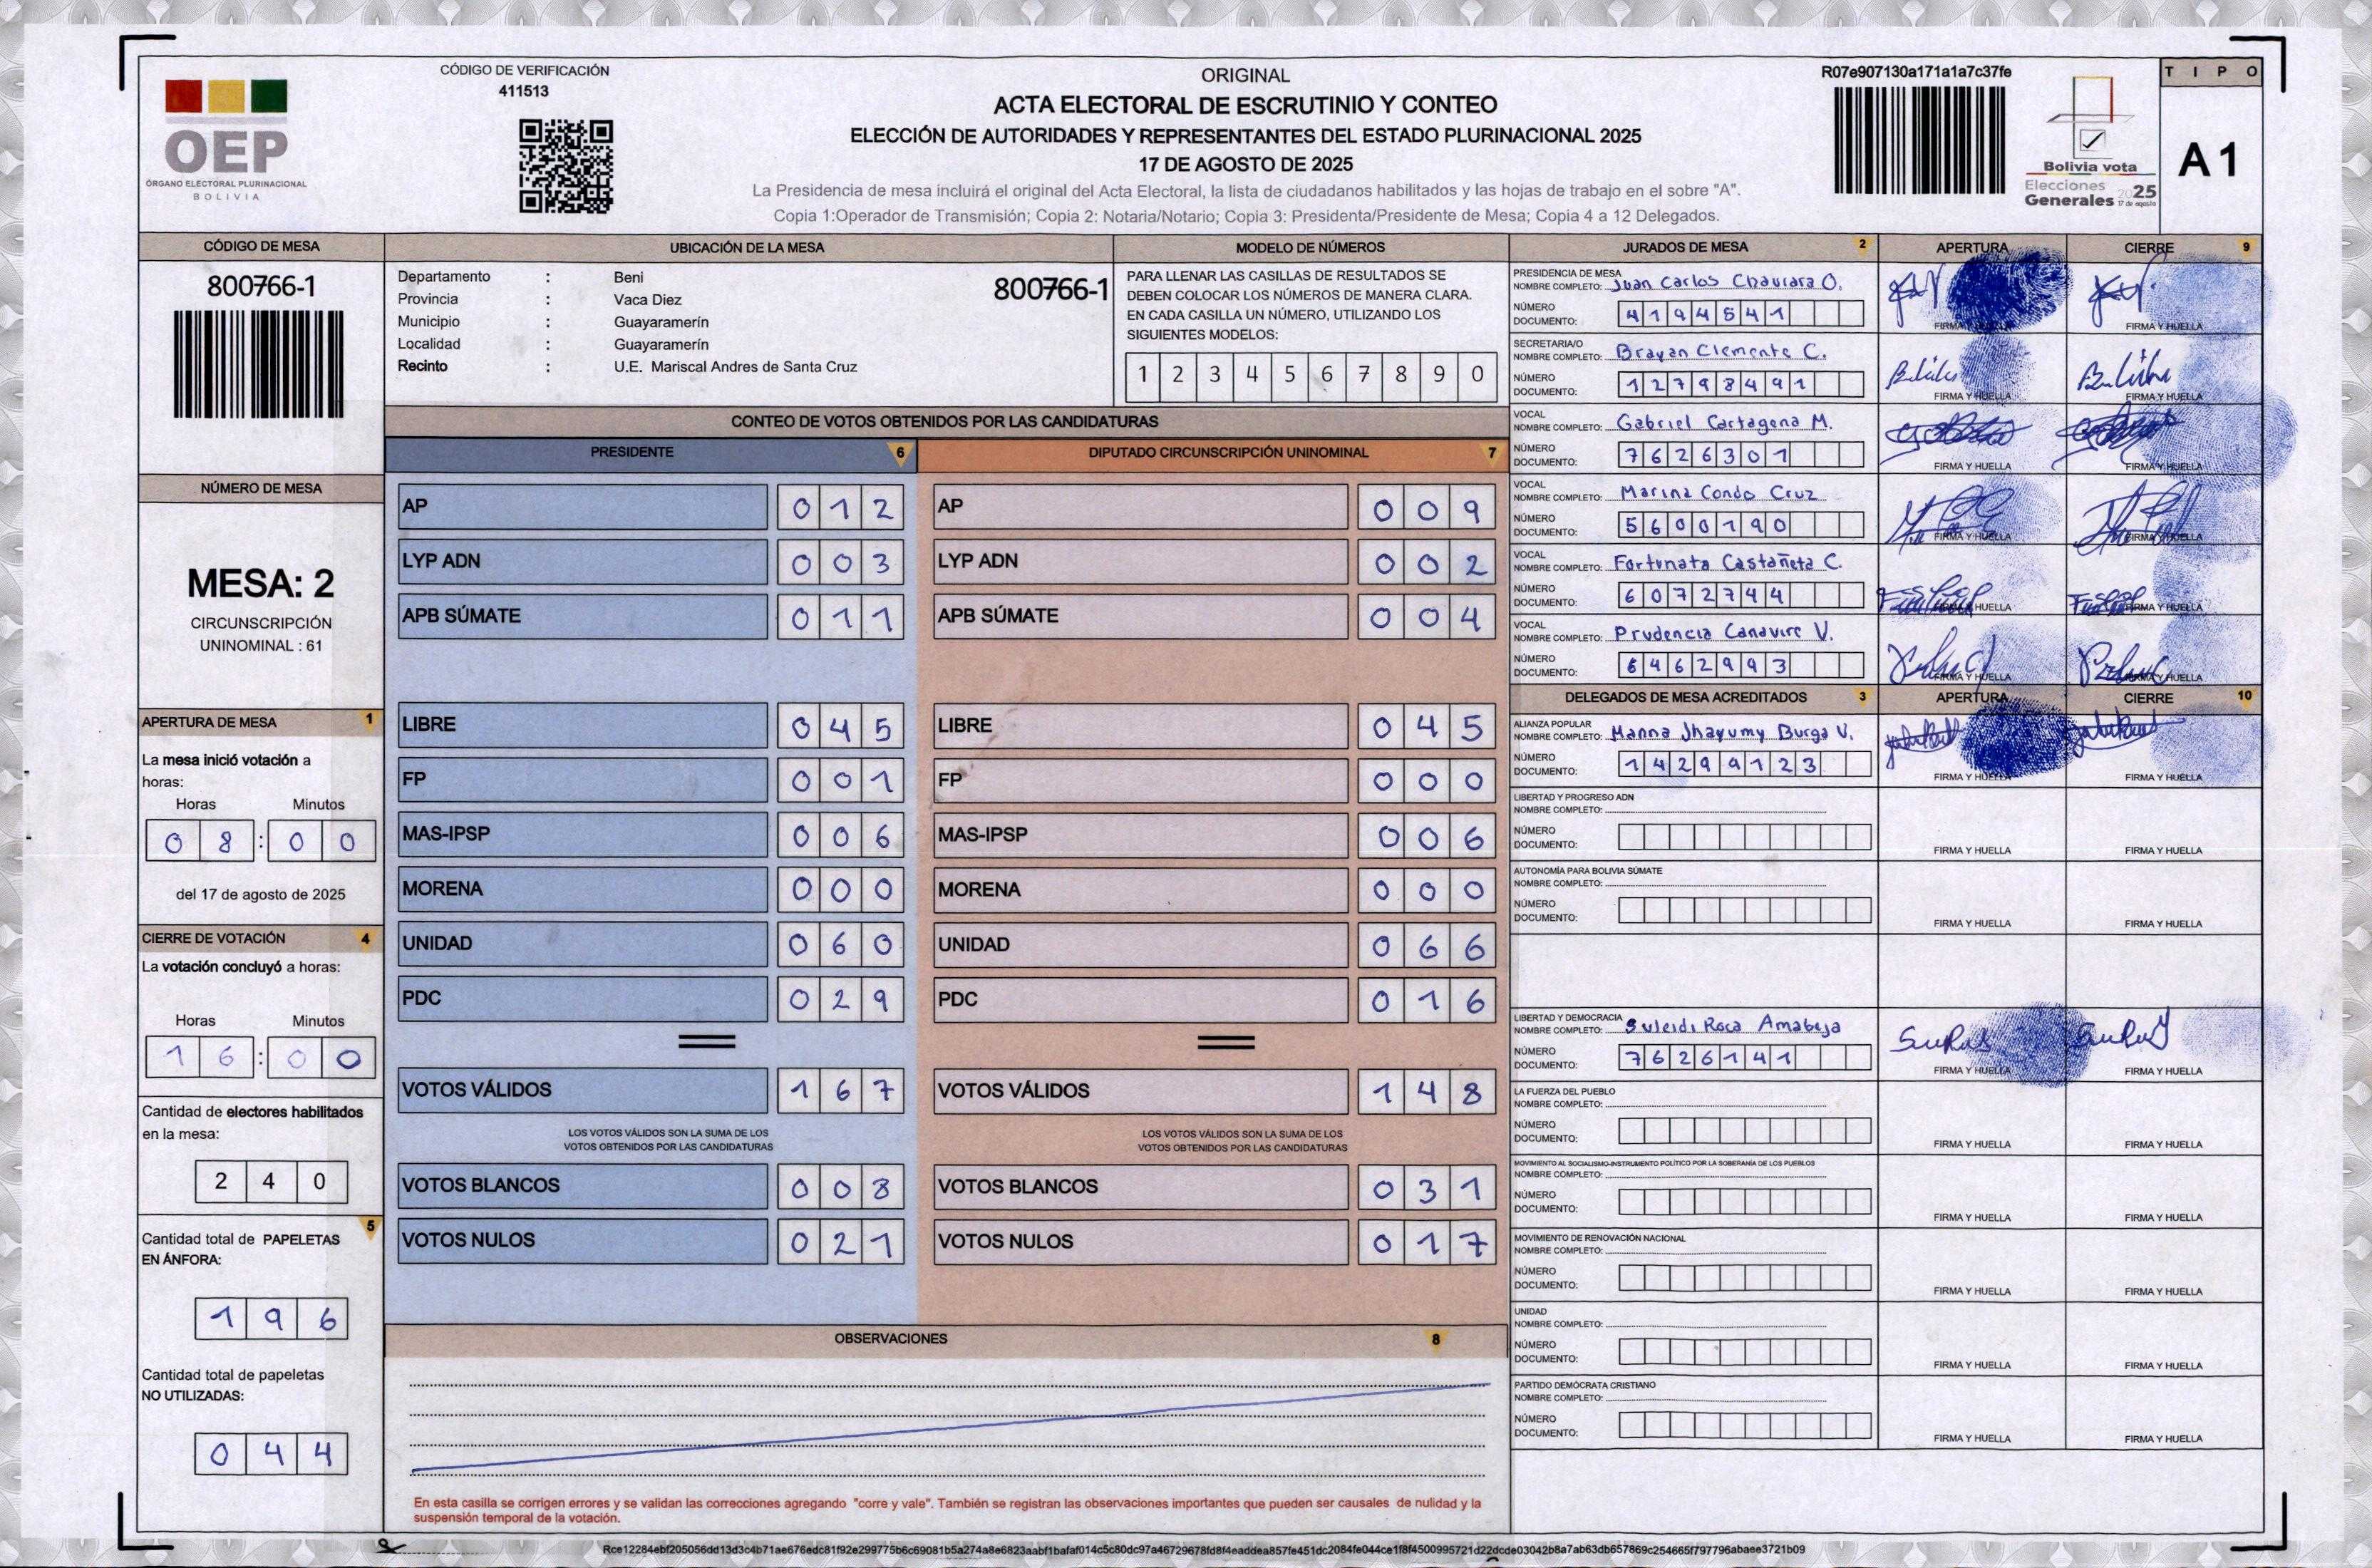 CÓDIGO DE VERIFICACIÓN
411513
OEP
ÓRGANO ELECTORAL PLURINACIONAL
BOLIVIA
ORIGINAL
ACTA ELECTORAL DE ESCRUTINIO Y CONTEO
ELECCIÓN DE AUTORIDADES Y REPRESENTANTES DEL ESTADO PLURINACIONAL 2025
17 DE AGOSTO DE 2025
La Presidencia de mesa incluirá el original del Acta Electoral, la lista de ciudadanos habilitados y las hojas de trabajo en el sobre "A".
Copia 1:Operador de Transmisión; Copia 2: Notaria/Notario; Copia 3: Presidenta/Presidente de Mesa; Copia 4 a 12 Delegados.
R07e907130a171a1a7c37fe
Bolivia vota
Elecciones
Generales 2025
17 de agosto
TIPO
A1
CÓDIGO DE MESA
800766-1
NÚMERO DE MESA
MESA: 2
CIRCUNSCRIPCIÓN
UNINOMINAL : 61
APERTURA DE MESA 1
La mesa inició votación a
horas:
Horas Minutos
0 8 : 0 0
del 17 de agosto de 2025
CIERRE DE VOTACIÓN 4
La votación concluyó a horas:
Horas Minutos
1 6 : 0 0
Cantidad de electores habilitados
en la mesa:
2 4 0
5
Cantidad total de PAPELETAS
EN ÁNFORA:
1 9 6
Cantidad total de papeletas
NO UTILIZADAS:
0 4 4
UBICACIÓN DE LA MESA
Departamento : Beni
800766-1
Provincia : Vaca Diez
Municipio : Guayaramerín
Localidad : Guayaramerín
Recinto : U.E. Mariscal Andres de Santa Cruz
MODELO DE NÚMEROS
PARA LLENAR LAS CASILLAS DE RESULTADOS SE
DEBEN COLOCAR LOS NÚMEROS DE MANERA CLARA.
EN CADA CASILLA UN NÚMERO, UTILIZANDO LOS
SIGUIENTES MODELOS:
1 2 3 4 5 6 7 8 9 0
CONTEO DE VOTOS OBTENIDOS POR LAS CANDIDATURAS
PRESIDENTE 6
AP 0 1 2
LYP ADN 0 0 3
APB SÚMATE 0 1 1
LIBRE 0 4 5
FP 0 0 1
MAS-IPSP 0 0 6
MORENA 0 0 0
UNIDAD 0 6 0
PDC 0 2 9
VOTOS VÁLIDOS 1 6 7
LOS VOTOS VÁLIDOS SON LA SUMA DE LOS
VOTOS OBTENIDOS POR LAS CANDIDATURAS
VOTOS BLANCOS 0 0 8
VOTOS NULOS 0 2 1
DIPUTADO CIRCUNSCRIPCIÓN UNINOMINAL 7
AP 0 0 9
LYP ADN 0 0 2
APB SÚMATE 0 0 4
LIBRE 0 4 5
FP 0 0 0
MAS-IPSP 0 0 6
MORENA 0 0 0
UNIDAD 0 6 6
PDC 0 1 6
VOTOS VÁLIDOS 1 4 8
LOS VOTOS VÁLIDOS SON LA SUMA DE LOS
VOTOS OBTENIDOS POR LAS CANDIDATURAS
VOTOS BLANCOS 0 3 1
VOTOS NULOS 0 1 7
OBSERVACIONES 8
En esta casilla se corrigen errores y se validan las correcciones agregando "corre y vale". También se registran las observaciones importantes que pueden ser causales de nulidad y la
suspensión temporal de la votación.
JURADOS DE MESA 2 APERTURA CIERRE 9
PRESIDENCIA DE MESA
NOMBRE COMPLETO: Juan Carlos Chavrara O.
NÚMERO
DOCUMENTO: 4 1 9 4 5 4 1
FIRMA Y HUELLA FIRMA Y HUELLA
SECRETARIA/O
NOMBRE COMPLETO: Brayan Clemente C.
NÚMERO
DOCUMENTO: 1 2 7 9 8 4 9 1
FIRMA Y HUELLA FIRMA Y HUELLA
VOCAL
NOMBRE COMPLETO: Gabriel Cartagena M.
NÚMERO
DOCUMENTO: 7 6 2 6 3 0 1
FIRMA Y HUELLA FIRMA Y HUELLA
VOCAL
NOMBRE COMPLETO: Marina Condo Cruz
NÚMERO
DOCUMENTO: 5 6 0 0 1 9 0
FIRMA Y HUELLA FIRMA Y HUELLA
VOCAL
NOMBRE COMPLETO: Fortunata Castañeta C.
NÚMERO
DOCUMENTO: 6 0 7 2 7 4 4
FIRMA Y HUELLA FIRMA Y HUELLA
VOCAL
NOMBRE COMPLETO: Prudencia Canavire V.
NÚMERO
DOCUMENTO: 6 4 6 2 9 9 3
FIRMA Y HUELLA FIRMA Y HUELLA
DELEGADOS DE MESA ACREDITADOS 3 APERTURA CIERRE 10
ALIANZA POPULAR
NOMBRE COMPLETO: Hanna Jhayumy Burga V.
NÚMERO
DOCUMENTO: 1 4 2 9 9 1 2 3
FIRMA Y HUELLA FIRMA Y HUELLA
LIBERTAD Y PROGRESO ADN
NOMBRE COMPLETO:
NÚMERO
DOCUMENTO:
FIRMA Y HUELLA FIRMA Y HUELLA
AUTONOMÍA PARA BOLIVIA SÚMATE
NOMBRE COMPLETO:
NÚMERO
DOCUMENTO:
FIRMA Y HUELLA FIRMA Y HUELLA
LIBERTAD Y DEMOCRACIA
NOMBRE COMPLETO: Suleidi Roca Amabeja
NÚMERO
DOCUMENTO: 7 6 2 6 1 4 1
FIRMA Y HUELLA FIRMA Y HUELLA
LA FUERZA DEL PUEBLO
NOMBRE COMPLETO:
NÚMERO
DOCUMENTO:
FIRMA Y HUELLA FIRMA Y HUELLA
MOVIMIENTO AL SOCIALISMO-INSTRUMENTO POLÍTICO POR LA SOBERANÍA DE LOS PUEBLOS
NOMBRE COMPLETO:
NÚMERO
DOCUMENTO:
FIRMA Y HUELLA FIRMA Y HUELLA
MOVIMIENTO DE RENOVACIÓN NACIONAL
NOMBRE COMPLETO:
NÚMERO
DOCUMENTO:
FIRMA Y HUELLA FIRMA Y HUELLA
UNIDAD
NOMBRE COMPLETO:
NÚMERO
DOCUMENTO:
FIRMA Y HUELLA FIRMA Y HUELLA
PARTIDO DEMÓCRATA CRISTIANO
NOMBRE COMPLETO:
NÚMERO
DOCUMENTO:
FIRMA Y HUELLA FIRMA Y HUELLA